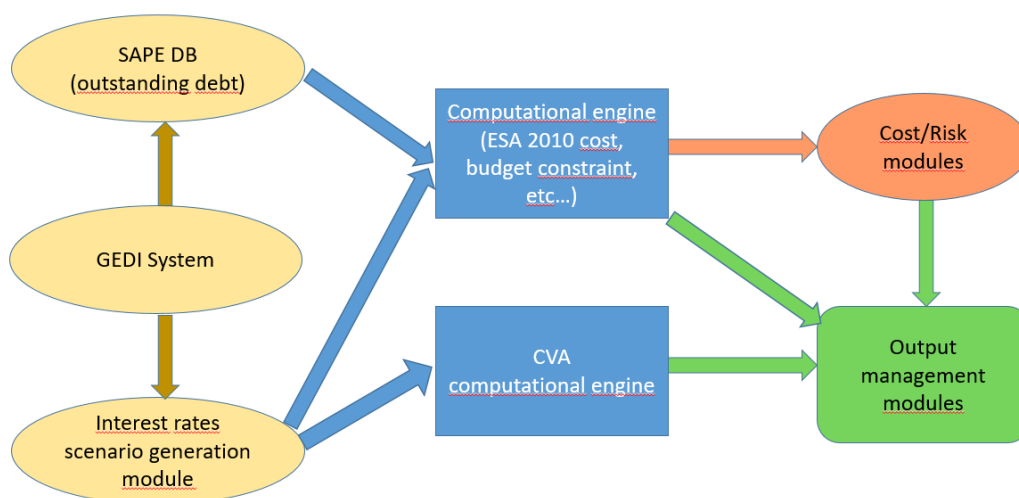 SAPE DB
(outstanding debt)
GEDI System
Interest rates
scenario generation
module
Computational engine
(ESA 2010 cost,
budget constraint,
etc...)
CVA
computational engine
Cost/Risk
modules
Output
management
modules